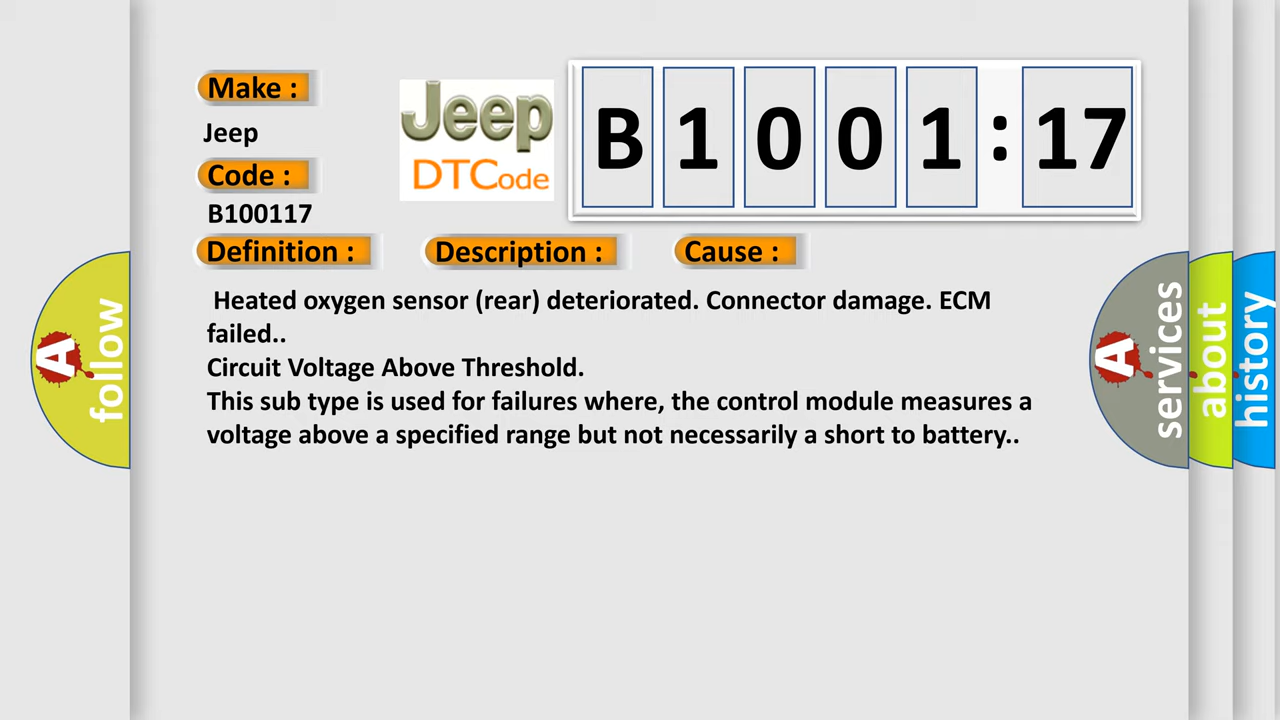 Make :
Jeep
Code :
B100117
Jeep
DTCode
B 1 0 0 1 : 17
Definition :
Description :
Cause :
Heated oxygen sensor (rear) deteriorated. Connector damage. ECM
failed..
Circuit Voltage Above Threshold.
This sub type is used for failures where, the control module measures a
voltage above a specified range but not necessarily a short to battery..
A
follow
A
services
about
history